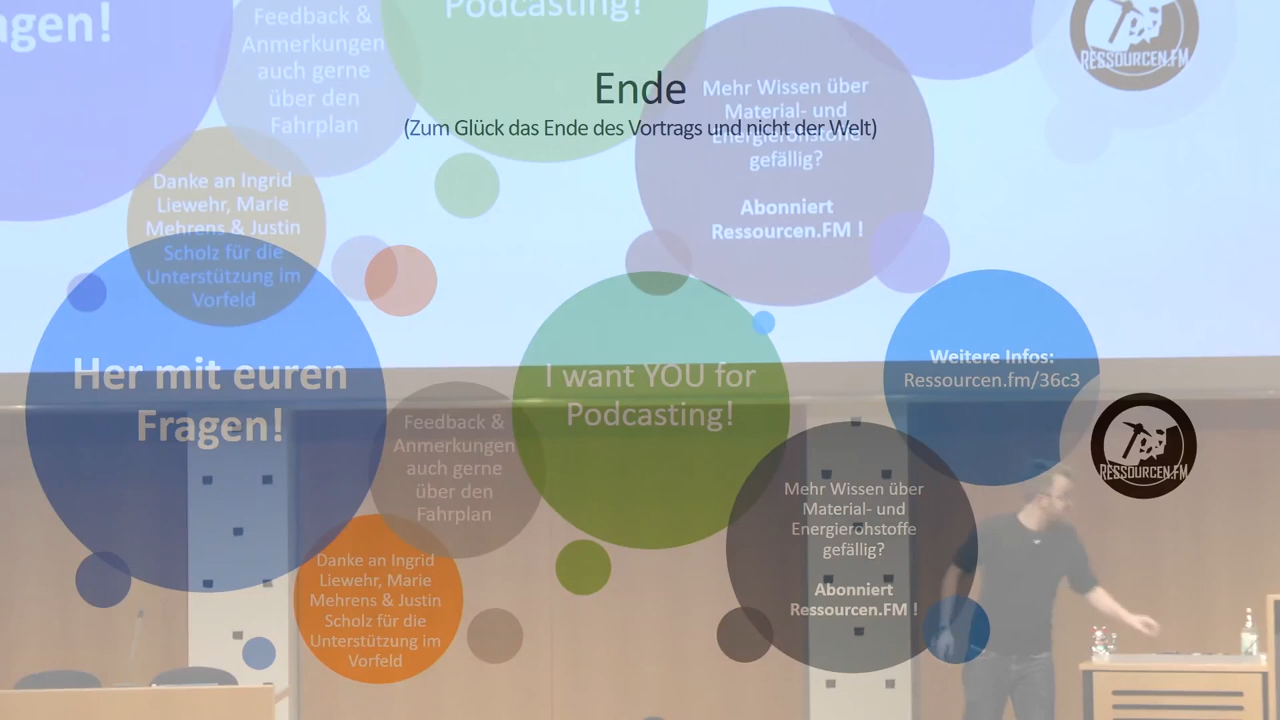 agen!
Feedback &
Anmerkungen
auch gerne
über den
Fahrplan
Podcasting!
RESSOURCEN.FM
Ende
(Zum Glück das Ende des Vortrags und nicht der Welt)
Mehr Wissen über
Material- und
Energierohstoffe
gefällig?
Abonniert
Ressourcen.FM !
Danke an Ingrid
Liewehr, Marie
Mehrens & Justin
Scholz für die
Unterstützung im
Vorfeld
Her mit euren
Fragen!
Feedback &
Anmerkungen
auch gerne
über den
Fahrplan
I want YOU for
Podcasting!
Weitere Infos:
Ressourcen.fm/36c3
RESSOURCEN.FM
Mehr Wissen über
Material- und
Energierohstoffe
gefällig?
Abonniert
Ressourcen.FM !
Danke an Ingrid
Liewehr, Marie
Mehrens & Justin
Scholz für die
Unterstützung im
Vorfeld